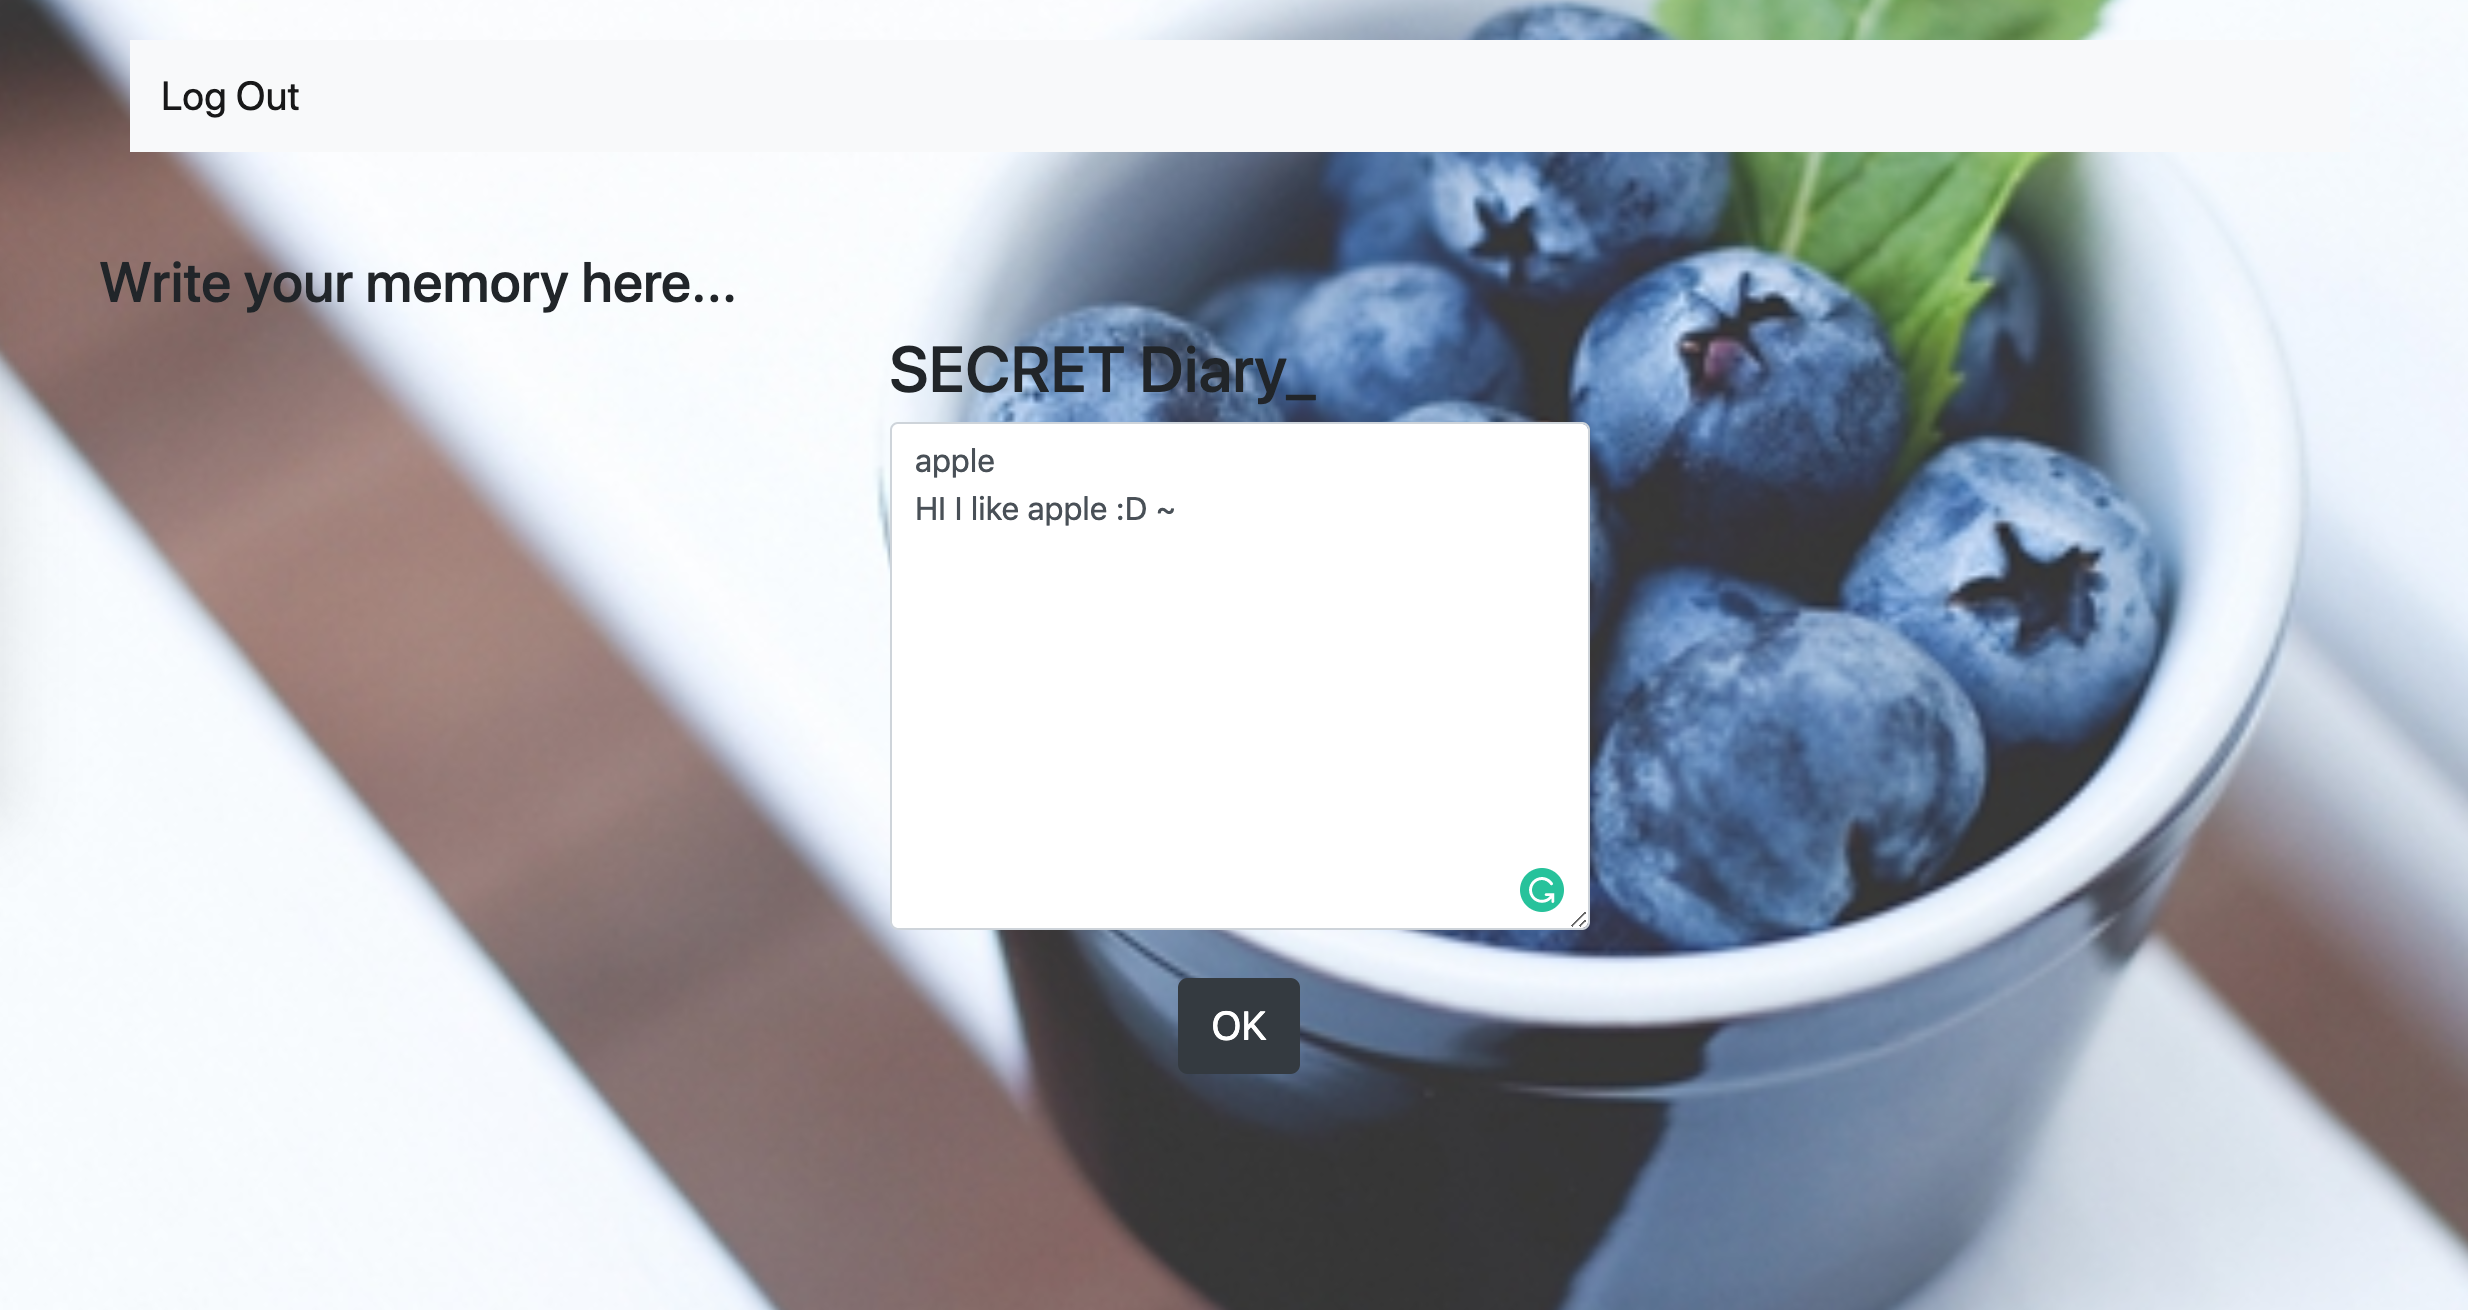 Log Out
Write your memory here...
SECRET Diary_
apple
HI I like apple :D ~
OK